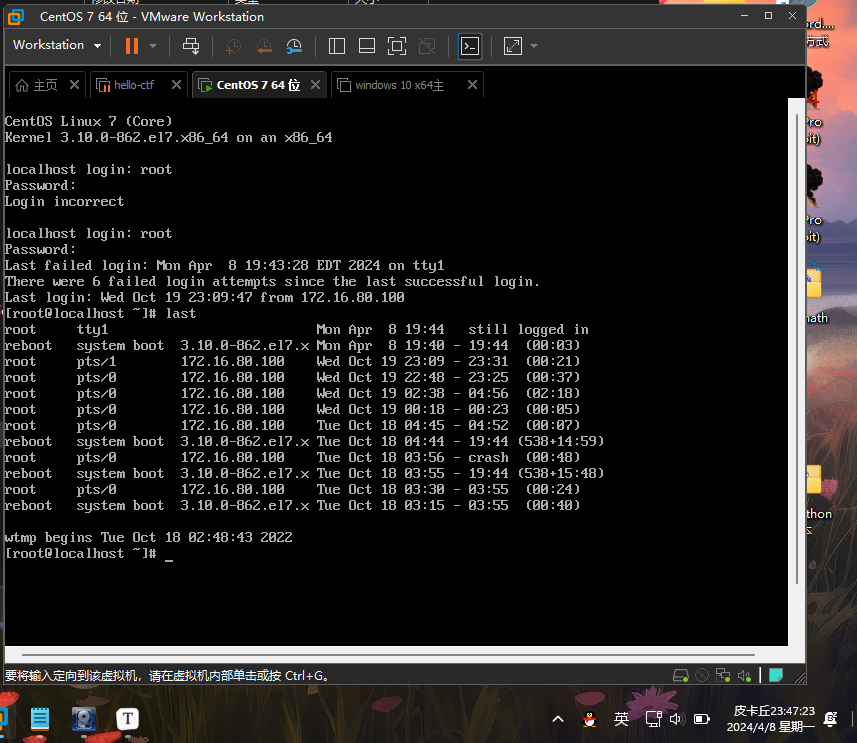 CentOS 7 64 位 - VMware Workstation
Workstation
主页
hello-ctf
CentOS 7 64 位
windows 10 x64主
CentOS Linux 7 (Core)
Kernel 3.10.0-862.el7.x86_64 on an x86_64
localhost login: root
Password:
Login incorrect
localhost login: root
Password:
Last failed login: Mon Apr  8 19:43:28 EDT 2024 on tty1
There were 6 failed login attempts since the last successful login.
Last login: Wed Oct 19 23:09:47 from 172.16.80.100
[root@localhost ~]# last
root     tty1                          Mon Apr  8 19:44   still logged in
reboot   system boot  3.10.0-862.el7.x Mon Apr  8 19:40 - 19:44  (00:03)
root     pts/1        172.16.80.100    Wed Oct 19 23:09 - 23:31  (00:21)
root     pts/0        172.16.80.100    Wed Oct 19 22:48 - 23:25  (00:37)
root     pts/0        172.16.80.100    Wed Oct 19 02:38 - 04:56  (02:18)
root     pts/0        172.16.80.100    Wed Oct 19 00:18 - 00:23  (00:05)
root     pts/0        172.16.80.100    Tue Oct 18 04:45 - 04:52  (00:07)
reboot   system boot  3.10.0-862.el7.x Tue Oct 18 04:44 - 19:44 (538+14:59)
root     pts/0        172.16.80.100    Tue Oct 18 03:56 - crash  (00:48)
reboot   system boot  3.10.0-862.el7.x Tue Oct 18 03:55 - 19:44 (538+15:48)
root     pts/0        172.16.80.100    Tue Oct 18 03:30 - 03:55  (00:24)
reboot   system boot  3.10.0-862.el7.x Tue Oct 18 03:15 - 03:55  (00:40)
wtmp begins Tue Oct 18 02:48:43 2022
[root@localhost ~]# _
要将输入定向到该虚拟机，请在虚拟机内部单击或按 Ctrl+G。
T
英
皮卡丘23:47:23
2024/4/8 星期一